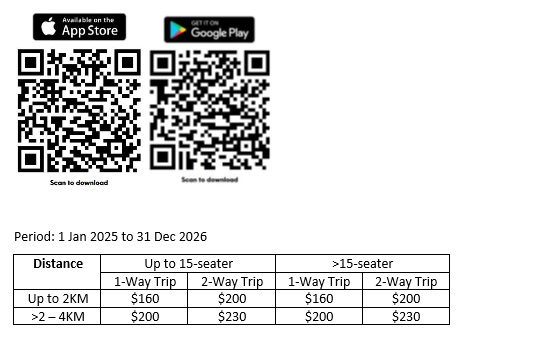 Available on the
App Store
GET IT ON
Google Play
Scan to download
Scan to download
Period: 1 Jan 2025 to 31 Dec 2026
Distance Up to 15-seater >15-seater
1-Way Trip 2-Way Trip 1-Way Trip 2-Way Trip
Up to 2KM $160 $200 $160 $200
>2 – 4KM $200 $230 $200 $230